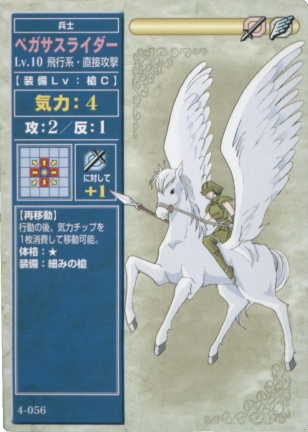 兵士
ペガサスライダー
Lv.10 飛行系・直接攻撃
【装備Lv：槍C】
気力：4
攻：2／反：1
に対して
+1
【再移動】
行動の後、気力チップを
1枚消費して移動可能。
体格：★
装備：細みの槍
4-056